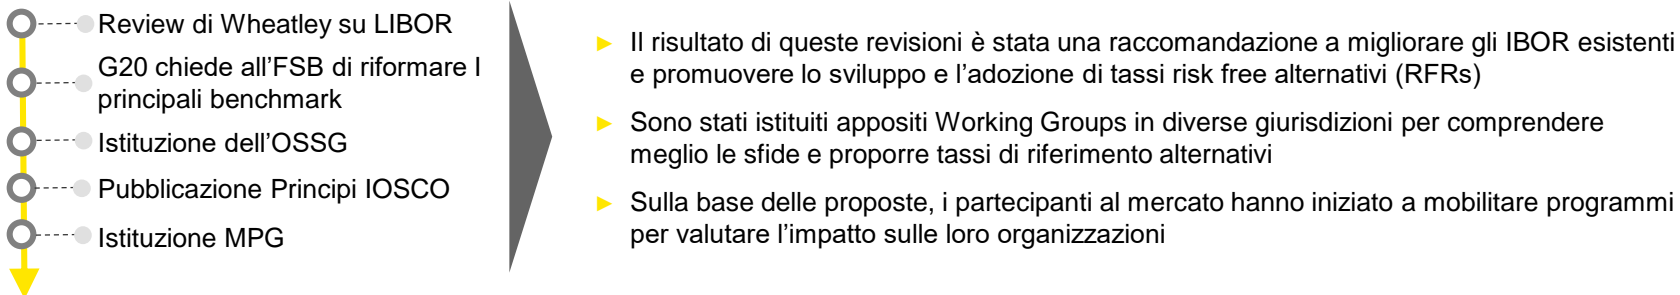 Review di Wheatley su LIBOR
G20 chiede all’FSB di riformare I
principali benchmark
Istituzione dell’OSSG
Pubblicazione Principi IOSCO
Istituzione MPG
► Il risultato di queste revisioni è stata una raccomandazione a migliorare gli IBOR esistenti
e promuovere lo sviluppo e l’adozione di tassi risk free alternativi (RFRs)
► Sono stati istituiti appositi Working Groups in diverse giurisdizioni per comprendere
meglio le sfide e proporre tassi di riferimento alternativi
► Sulla base delle proposte, i partecipanti al mercato hanno iniziato a mobilitare programmi
per valutare l’impatto sulle loro organizzazioni